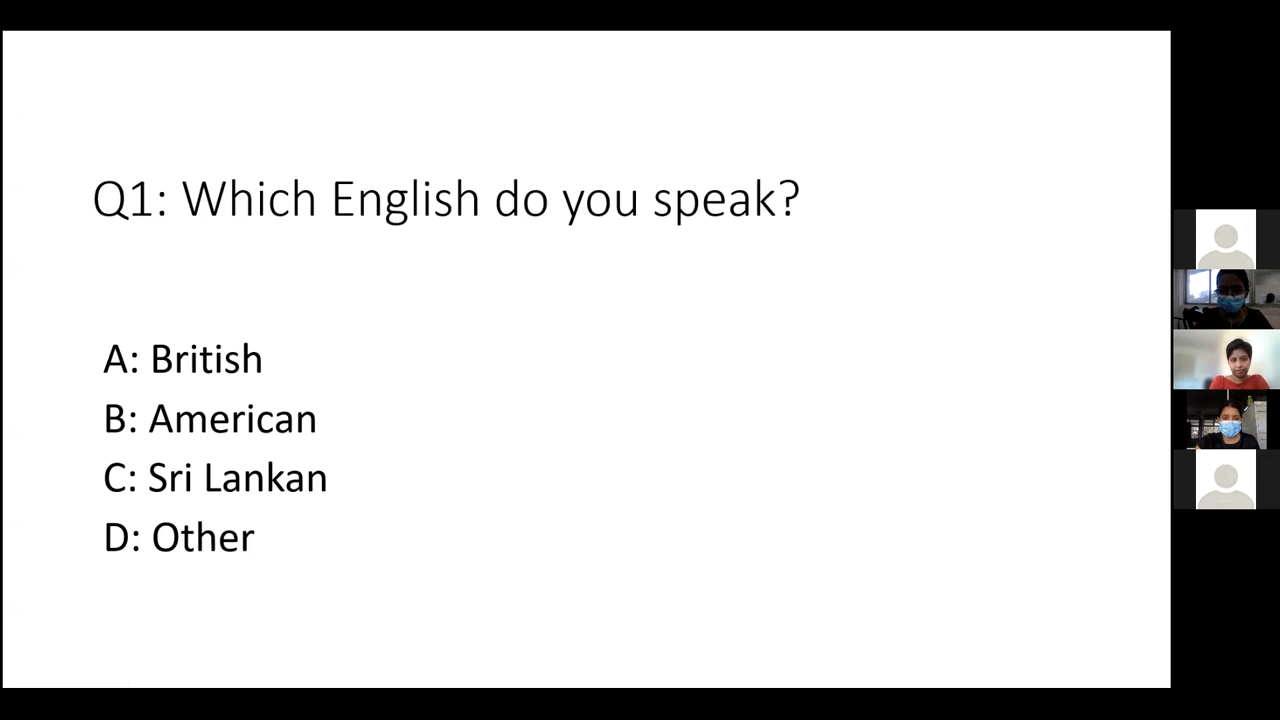 Q1: Which English do you speak?
A: British
B: American
C: Sri Lankan
D: Other